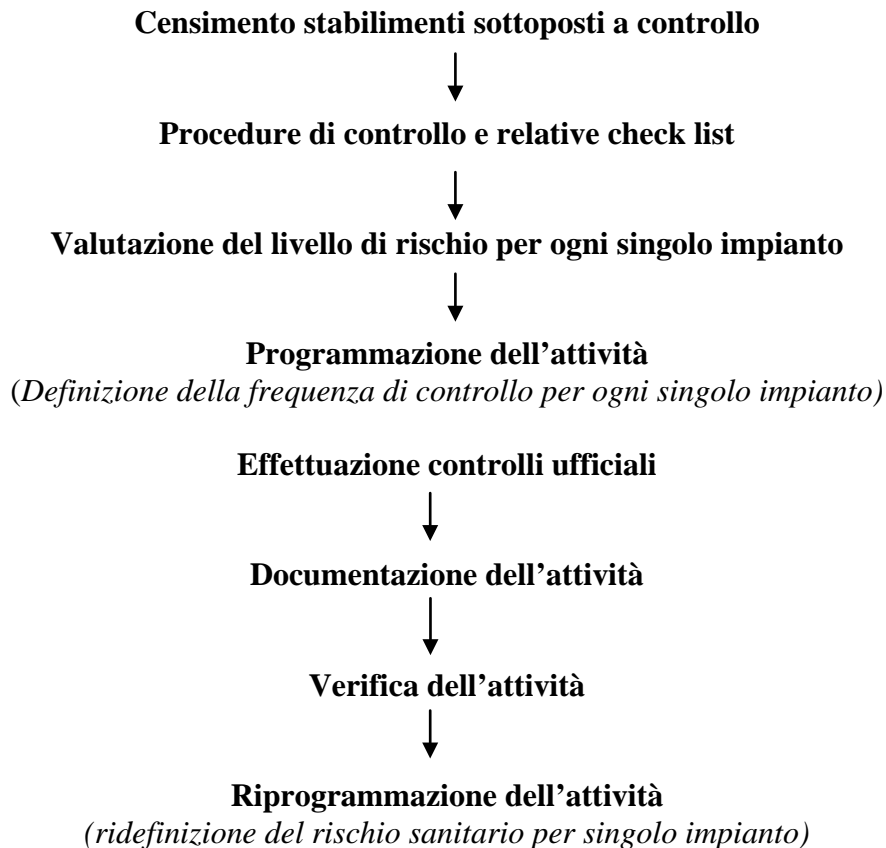 Censimento stabilimenti sottoposti a controllo
Procedure di controllo e relative check list
Valutazione del livello di rischio per ogni singolo impianto
Programmazione dell’attività
(Definizione della frequenza di controllo per ogni singolo impianto)
Effettuazione controlli ufficiali
Documentazione dell’attività
Verifica dell’attività
Riprogrammazione dell’attività
(ridefinizione del rischio sanitario per singolo impianto)